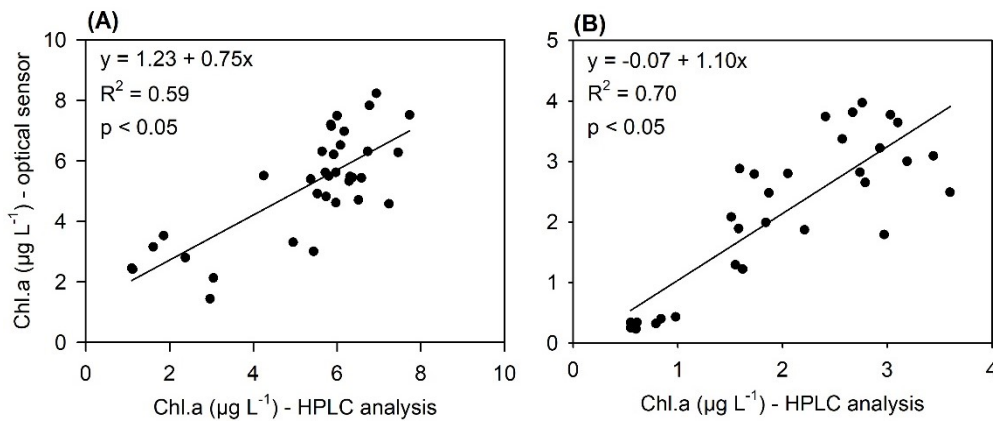 (A)
y = 1.23 + 0.75x
R² = 0.59
p < 0.05
Chl.a (µg L⁻¹) - optical sensor
10
8
6
4
2
0
0 2 4 6 8 10
Chl.a (µg L⁻¹) - HPLC analysis
(B)
y = -0.07 + 1.10x
R² = 0.70
p < 0.05
5
4
3
2
1
0
0 1 2 3 4
Chl.a (µg L⁻¹) - HPLC analysis